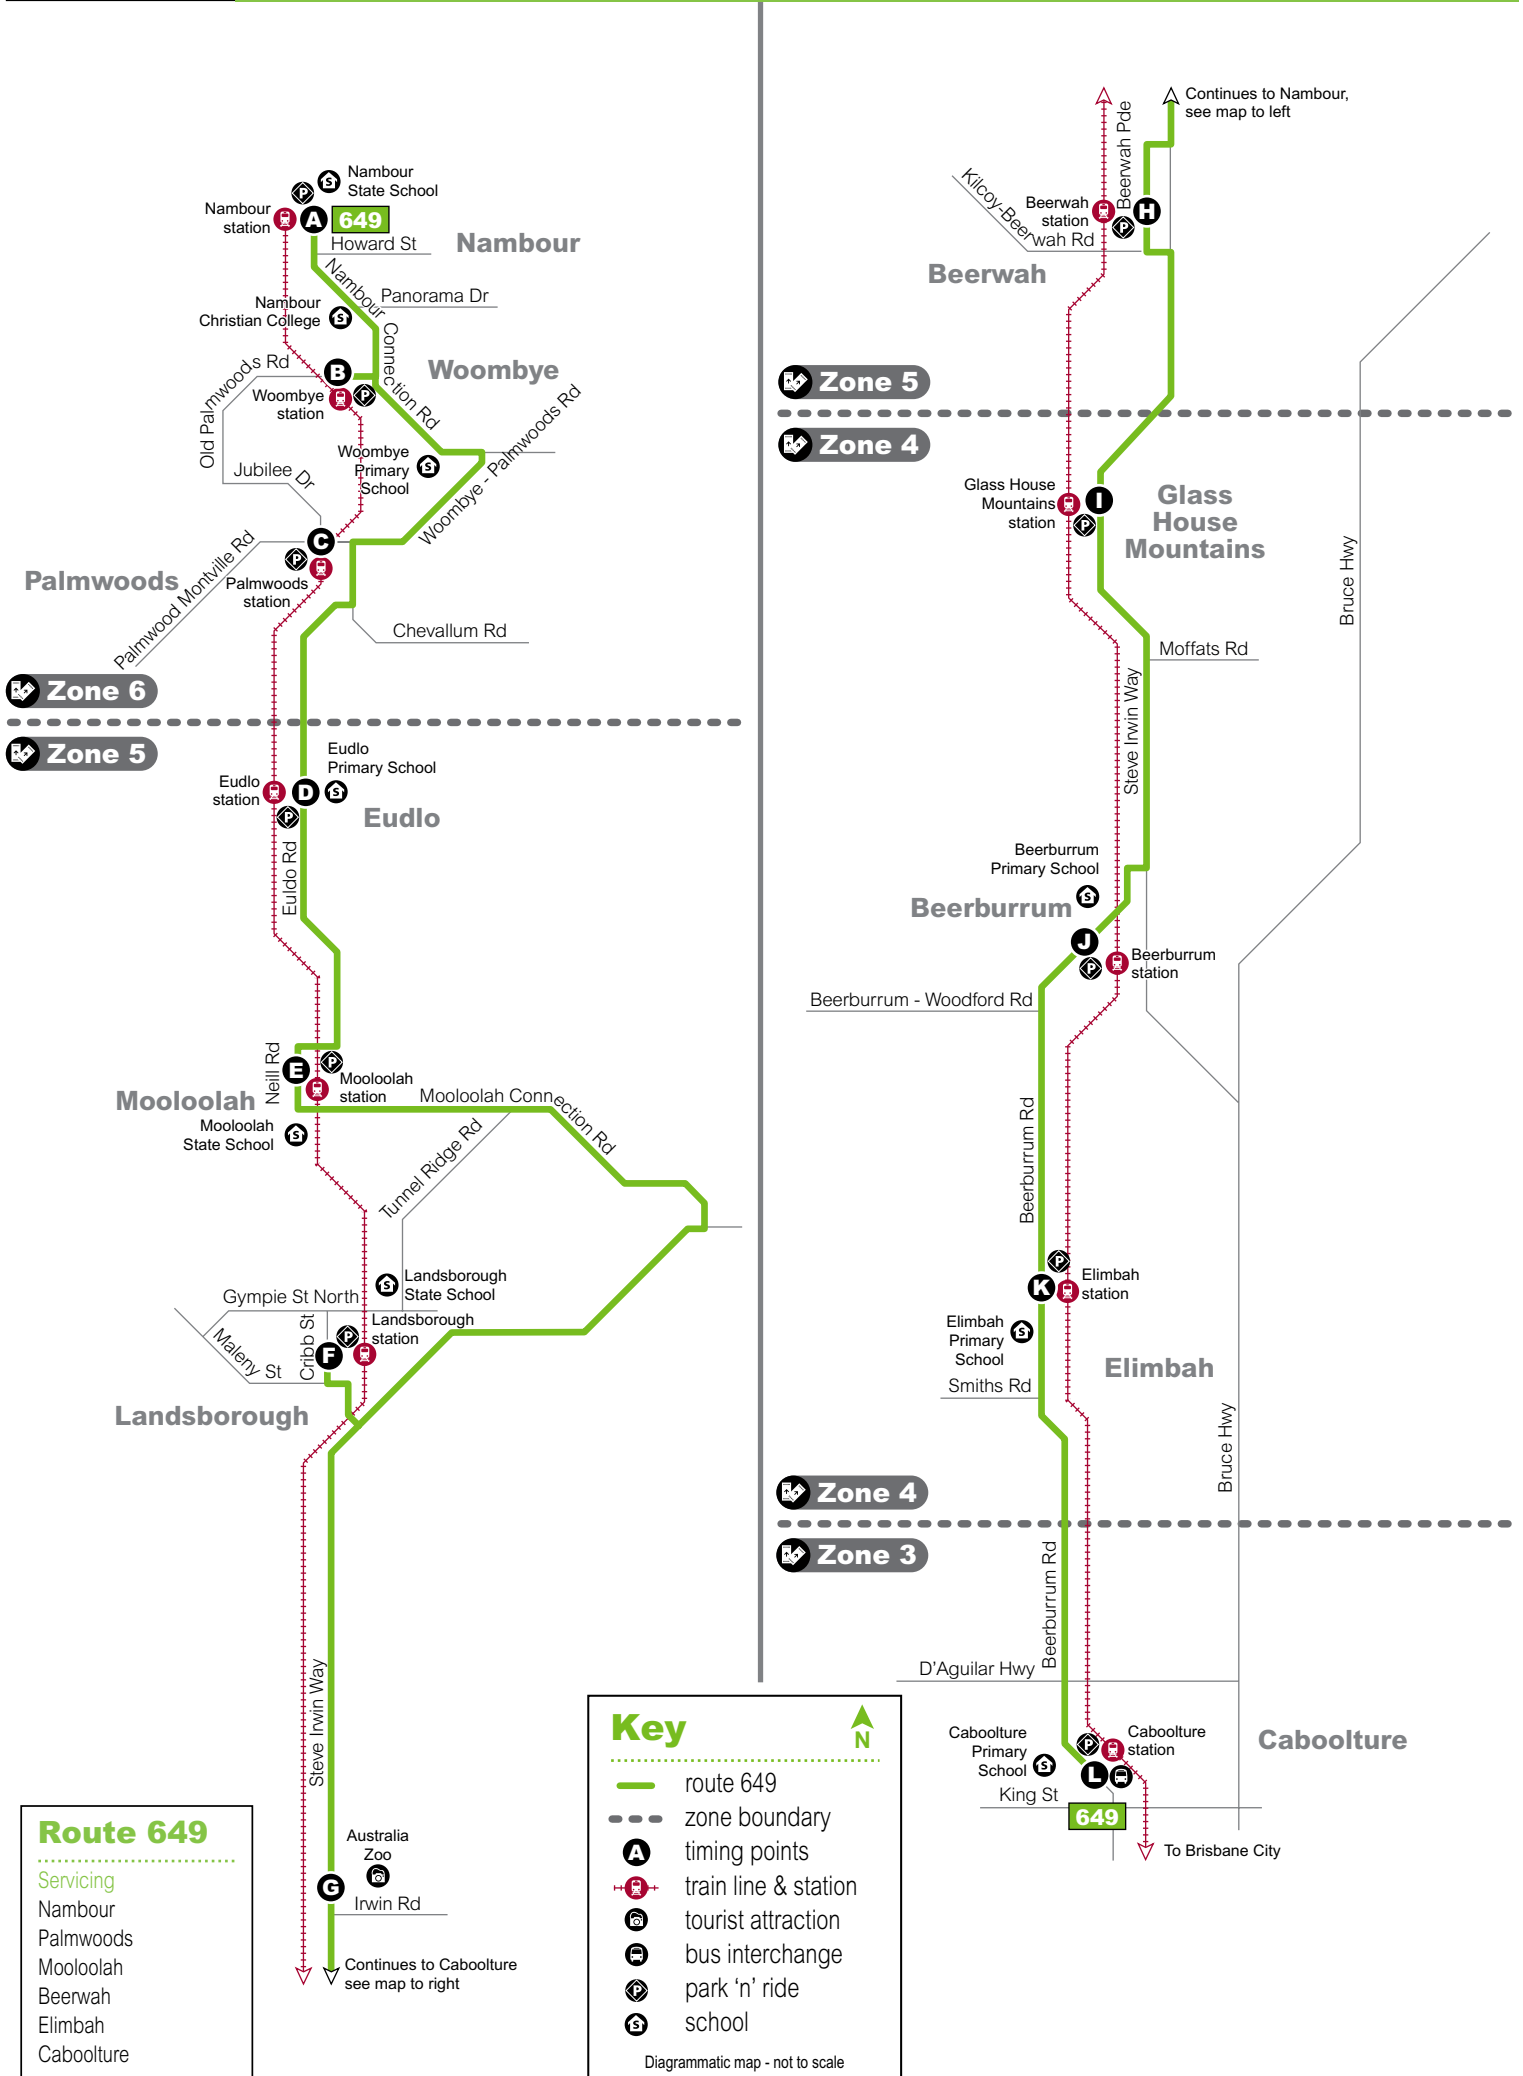 Nambour
State School
Nambour
station
A
649
Howard St
Nambour
Nambour Connection Rd
Panorama Dr
Nambour
Christian College
Old Palmwoods Rd
B
Woombye
Woombye
station
Woombye
Primary
School
Woombye - Palmwoods Rd
Jubilee Dr
C
Palmwood Montville Rd
Palmwoods
Palmwoods
station
Chevallum Rd
Zone 6
Zone 5
Eudlo
Primary School
Eudlo
station
D
Eudlo
Euldo Rd
Neill Rd
E
Mooloolah
station
Mooloolah
Mooloolah
State School
Mooloolah Connection Rd
Tunnel Ridge Rd
Landsborough
State School
Gympie St North
Landsborough
station
Cribb St
F
Maleny St
Landsborough
Steve Irwin Way
Australia
Zoo
G
Irwin Rd
Continues to Caboolture
see map to right
Route 649
Servicing
Nambour
Palmwoods
Mooloolah
Beerwah
Elimbah
Caboolture
Key
N
route 649
zone boundary
A
timing points
train line & station
tourist attraction
bus interchange
P
park ‘n’ ride
S
school
Diagrammatic map - not to scale
Continues to Nambour,
see map to left
Beerwah Pde
Kilcoy-Beerwah Rd
Beerwah
station
H
Beerwah
Zone 5
Zone 4
Glass House
Mountains
station
I
Glass
House
Mountains
Bruce Hwy
Moffats Rd
Steve Irwin Way
Beerburrum
Primary School
Beerburrum
J
Beerburrum
station
Beerburrum - Woodford Rd
Beerburrum Rd
K
Elimbah
station
Elimbah
Primary
School
Elimbah
Smiths Rd
Bruce Hwy
Zone 4
Zone 3
Beerburrum Rd
D'Aguilar Hwy
Caboolture
Primary
School
Caboolture
station
Caboolture
L
King St
649
To Brisbane City